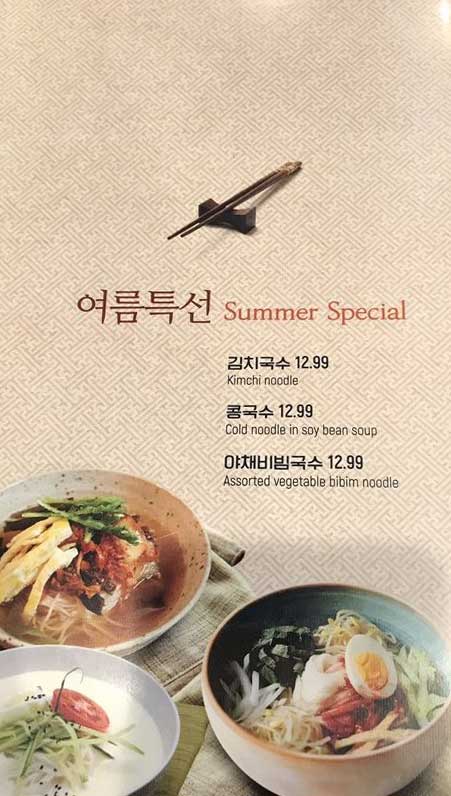 여름특선 Summer Special
김치국수 12.99
Kimchi noodle
콩국수 12.99
Cold noodle in soy bean soup
야채비빔국수 12.99
Assorted vegetable bibim noodle